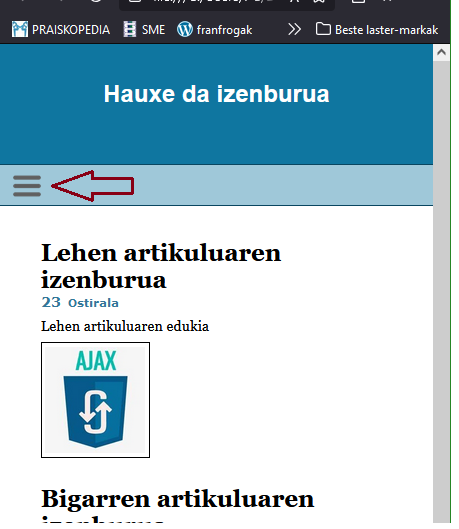 PRAISKOPEDIA SME franfrogak Beste laster-markak
Hauxe da izenburua
Lehen artikuluaren
izenburua
23 Ostirala
Lehen artikuluaren edukia
AJAX
Bigarren artikuluaren
izenburua